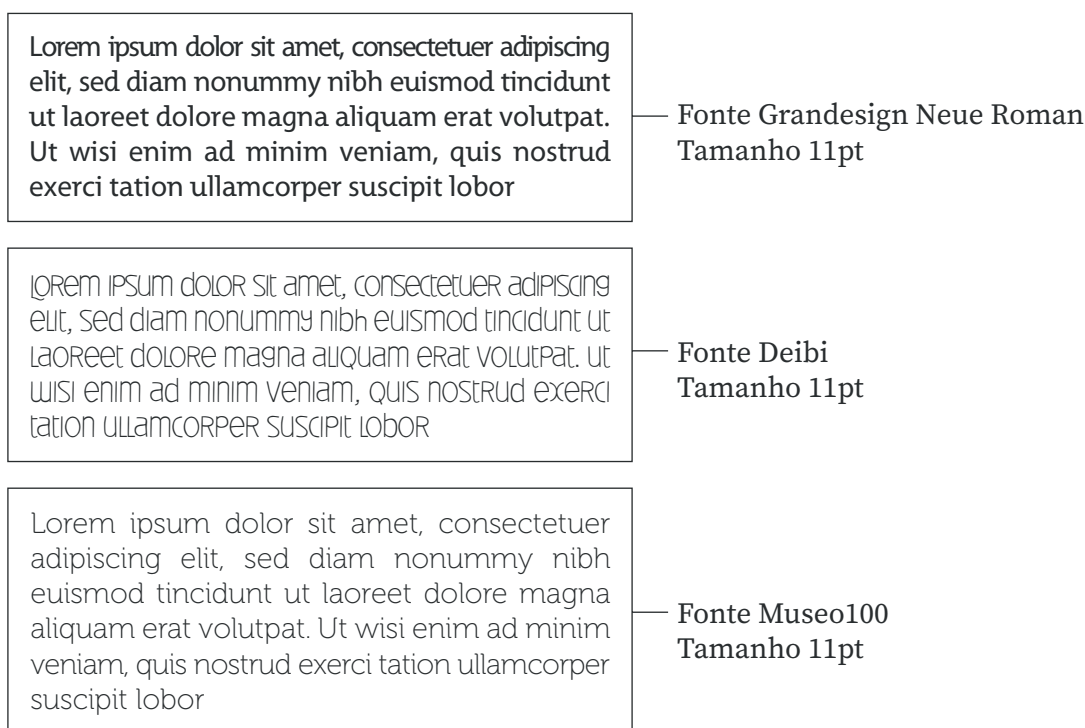 Lorem ipsum dolor sit amet, consectetuer adipiscing
elit, sed diam nonummy nibh euismod tincidunt
ut laoreet dolore magna aliquam erat volutpat.
Ut wisi enim ad minim veniam, quis nostrud
exerci tation ullamcorper suscipit lobor
Fonte Grandesign Neue Roman
Tamanho 11pt
Lorem ipsum dolor sit amet, consectetuer adipiscing
elit, sed diam nonummy nibh euismod tincidunt ut
laoreet dolore magna aliquam erat volutpat. ut
wisi enim ad minim veniam, quis nostrud exerci
tation ullamcorper suscipit lobor
Fonte Deibi
Tamanho 11pt
Lorem ipsum dolor sit amet, consectetuer
adipiscing elit, sed diam nonummy nibh
euismod tincidunt ut laoreet dolore magna
aliquam erat volutpat. Ut wisi enim ad minim
veniam, quis nostrud exerci tation ullamcorper
suscipit lobor
Fonte Museo100
Tamanho 11pt